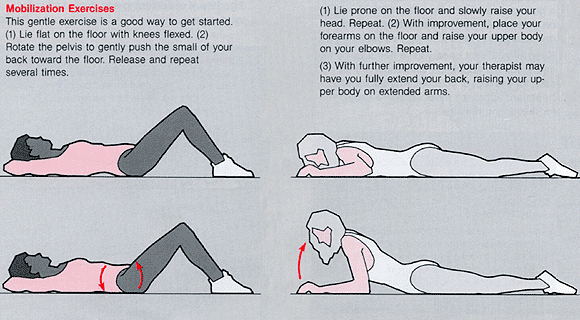 Mobilization Exercises
This gentle exercise is a good way to get started.
(1) Lie flat on the floor with knees flexed. (2)
Rotate the pelvis to gently push the small of your
back toward the floor. Release and repeat
several times.
(1) Lie prone on the floor and slowly raise your
head. Repeat. (2) With improvement, place your
forearms on the floor and raise your upper body
on your elbows. Repeat.
(3) With further improvement, your therapist may
have you fully extend your back, raising your up-
per body on extended arms.